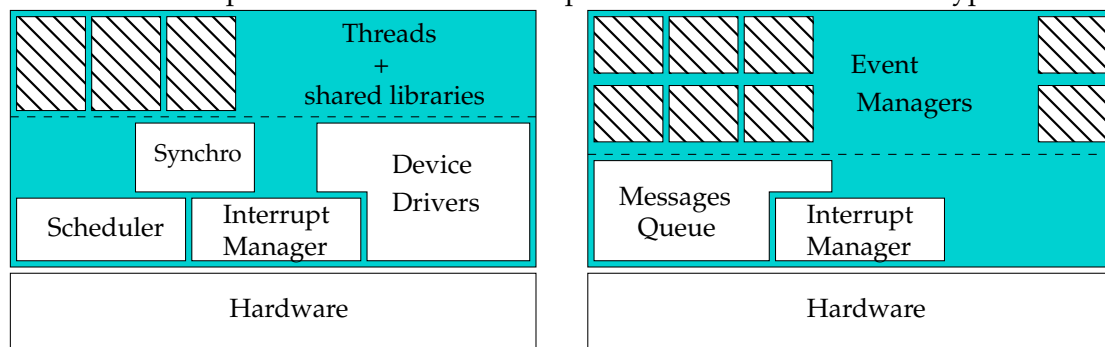 Threads
+
shared libraries
Synchro
Device
Drivers
Scheduler
Interrupt
Manager
Hardware
Event
Managers
Messages
Queue
Interrupt
Manager
Hardware